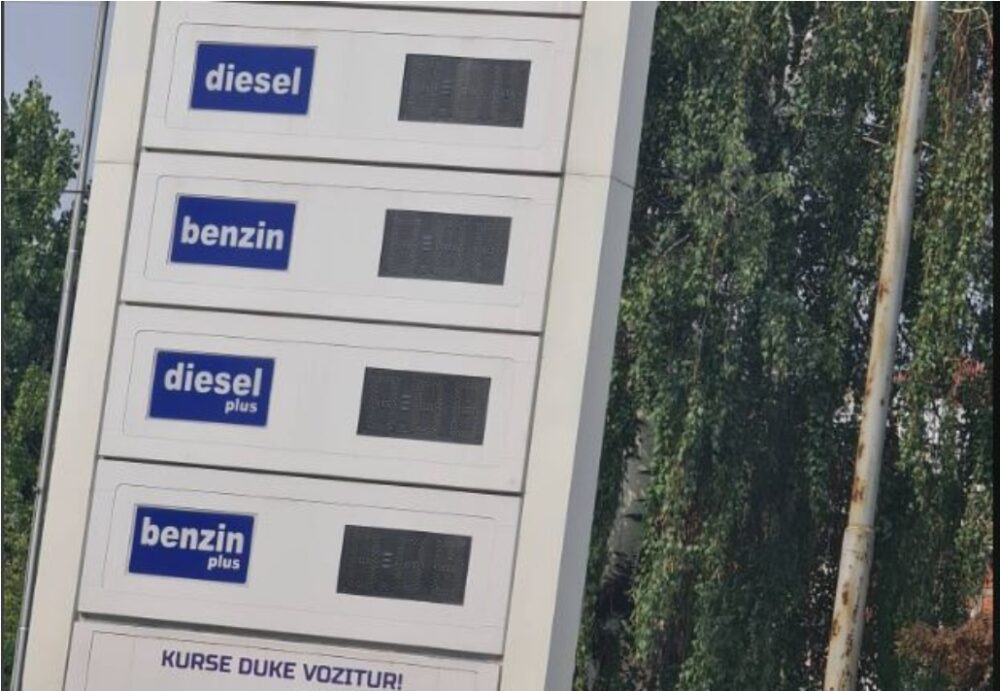 diesel
benzin
diesel
plus
benzin
plus
KURSE DUKE VOZITUR!